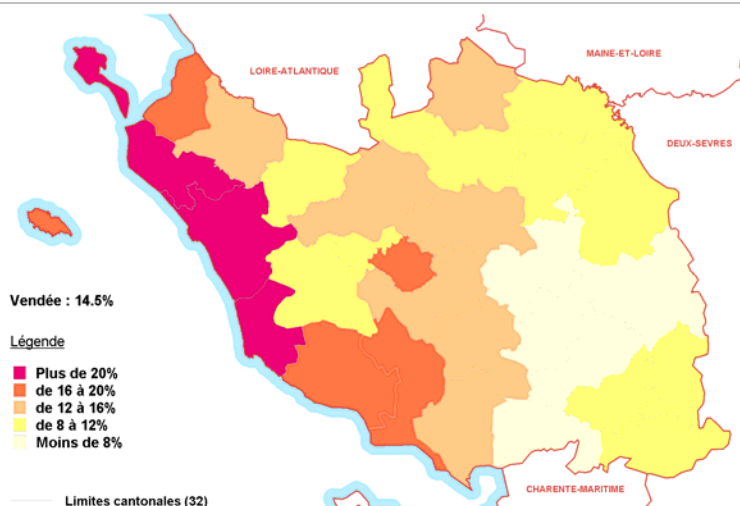 MAINE-ET-LOIRE
LOIRE-ATLANTIQUE
DEUX-SEVRES
Vendée : 14.5%
Légende
Plus de 20%
de 16 à 20%
de 12 à 16%
de 8 à 12%
Moins de 8%
CHARENTE-MARITIME
Limites cantonales (32)